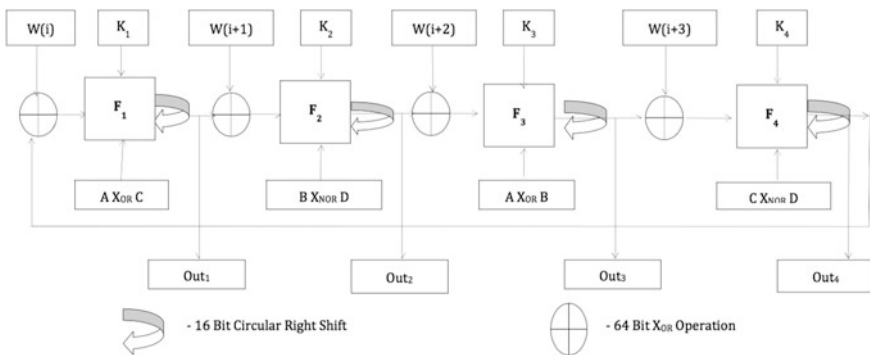 W(i) K₁ W(i+1) K₂ W(i+2) K₃ W(i+3) K₄
F₁ F₂ F₃ F₄
A XOR C B XNOR D A XOR B C XNOR D
Out₁ Out₂ Out₃ Out₄
- 16 Bit Circular Right Shift - 64 Bit XOR Operation